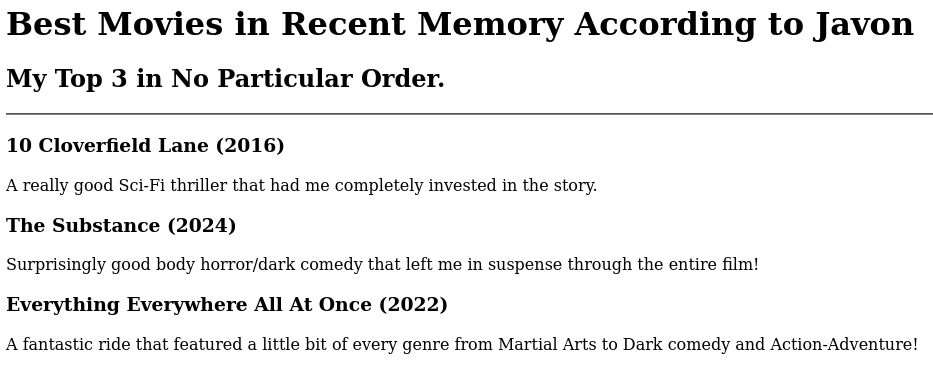 Best Movies in Recent Memory According to Javon
My Top 3 in No Particular Order.
10 Cloverfield Lane (2016)
A really good Sci-Fi thriller that had me completely invested in the story.
The Substance (2024)
Surprisingly good body horror/dark comedy that left me in suspense through the entire film!
Everything Everywhere All At Once (2022)
A fantastic ride that featured a little bit of every genre from Martial Arts to Dark comedy and Action-Adventure!